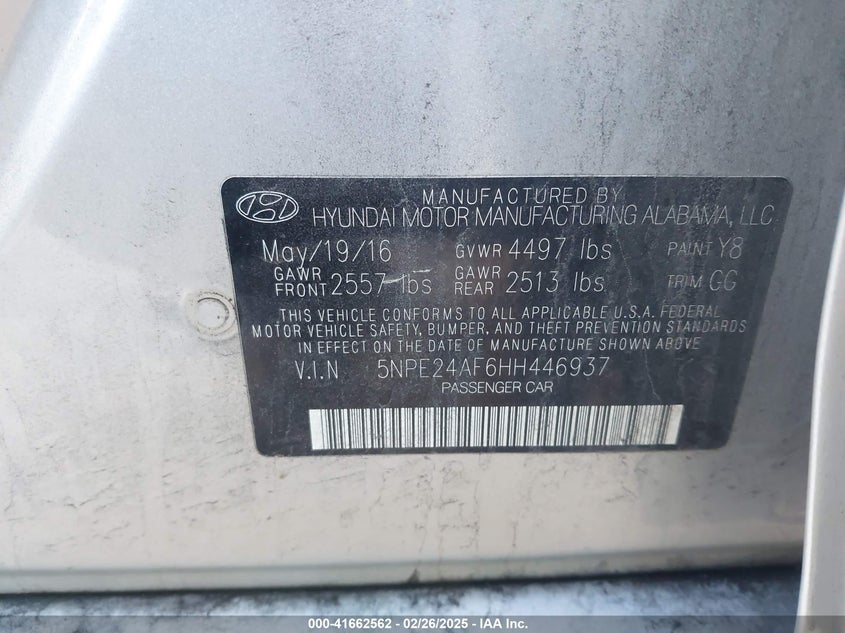 MANUFACTURED BY
HYUNDAI MOTOR MANUFACTURING ALABAMA, LLC
May/19/16 GVWR 4497 lbs PAINT Y8
GAWR FRONT 2557 lbs GAWR REAR 2513 lbs TRIM GG
THIS VEHICLE CONFORMS TO ALL APPLICABLE U.S.A. FEDERAL
MOTOR VEHICLE SAFETY, BUMPER, AND THEFT PREVENTION STANDARDS
IN EFFECT ON THE DATE OF MANUFACTURE SHOWN ABOVE
V.I.N 5NPE24AF6HH446937
PASSENGER CAR
000-41662562 - 02/26/2025 - IAAI.COM